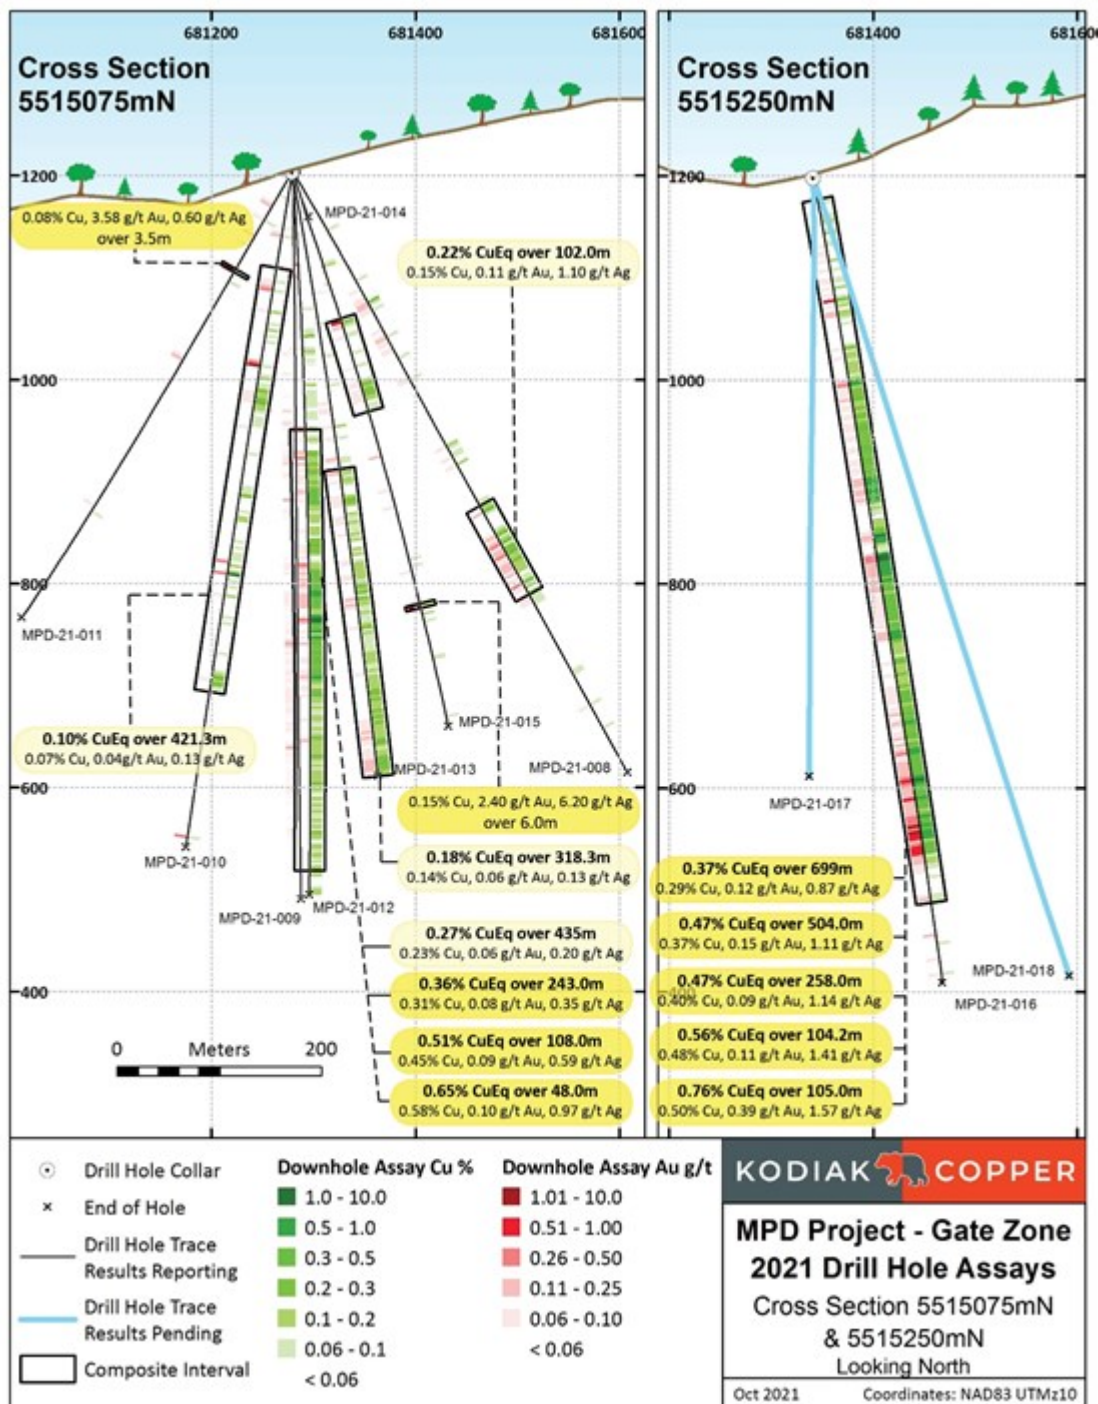 681200
681400
681600
Cross Section
5515075mN
1200
MPD-21-014
0.08% Cu, 3.58 g/t Au, 0.60 g/t Ag
over 3.5m
0.22% CuEq over 102.0m
0.15% Cu, 0.11 g/t Au, 1.10 g/t Ag
1000
800
MPD-21-011
MPD-21-015
0.10% CuEq over 421.3m
0.07% Cu, 0.04g/t Au, 0.13 g/t Ag
MPD-21-013
MPD-21-008
600
0.15% Cu, 2.40 g/t Au, 6.20 g/t Ag
over 6.0m
MPD-21-010
0.18% CuEq over 318.3m
0.14% Cu, 0.06 g/t Au, 0.13 g/t Ag
MPD-21-009
MPD-21-012
0.27% CuEq over 435m
0.23% Cu, 0.06 g/t Au, 0.20 g/t Ag
0.36% CuEq over 243.0m
0.31% Cu, 0.08 g/t Au, 0.35 g/t Ag
400
0.51% CuEq over 108.0m
0.45% Cu, 0.09 g/t Au, 0.59 g/t Ag
0.65% CuEq over 48.0m
0.58% Cu, 0.10 g/t Au, 0.97 g/t Ag
0 Meters 200
681400
681600
Cross Section
5515250mN
1200
1000
800
600
MPD-21-017
0.37% CuEq over 699m
0.29% Cu, 0.12 g/t Au, 0.87 g/t Ag
0.47% CuEq over 504.0m
0.37% Cu, 0.15 g/t Au, 1.11 g/t Ag
MPD-21-018
0.47% CuEq over 258.0m
0.40% Cu, 0.09 g/t Au, 1.14 g/t Ag
400
MPD-21-016
0.56% CuEq over 104.2m
0.48% Cu, 0.11 g/t Au, 1.41 g/t Ag
0.76% CuEq over 105.0m
0.50% Cu, 0.39 g/t Au, 1.57 g/t Ag
Drill Hole Collar
End of Hole
Drill Hole Trace
Results Reporting
Drill Hole Trace
Results Pending
Composite Interval
Downhole Assay Cu %
1.0 - 10.0
0.5 - 1.0
0.3 - 0.5
0.2 - 0.3
0.1 - 0.2
0.06 - 0.1
< 0.06
Downhole Assay Au g/t
1.01 - 10.0
0.51 - 1.00
0.26 - 0.50
0.11 - 0.25
0.06 - 0.10
< 0.06
KODIAK COPPER
MPD Project - Gate Zone
2021 Drill Hole Assays
Cross Section 5515075mN
& 5515250mN
Looking North
Oct 2021 Coordinates: NAD83 UTMz10